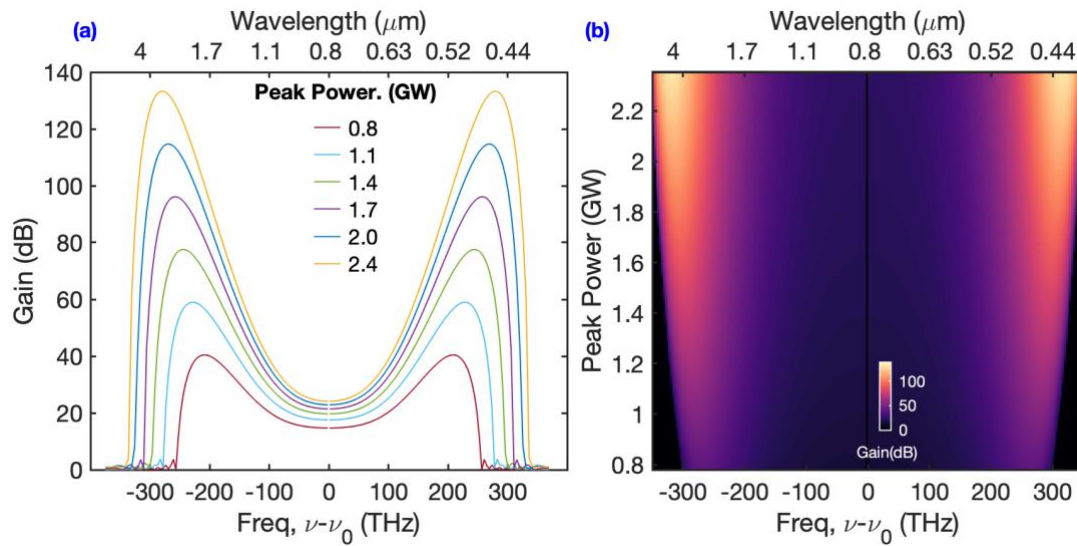 (a)
Wavelength (μm)
4 1.7 1.1 0.8 0.63 0.52 0.44
Gain (dB)
140
120
100
80
60
40
20
0
Peak Power. (GW)
0.8
1.1
1.4
1.7
2.0
2.4
-300 -200 -100 0 100 200 300
Freq, ν-ν0 (THz)
(b)
Wavelength (μm)
4 1.7 1.1 0.8 0.63 0.52 0.44
Peak Power (GW)
2.2
2
1.8
1.6
1.4
1.2
1
0.8
100
50
0
Gain(dB)
-300 -200 -100 0 100 200 300
Freq, ν-ν0 (THz)